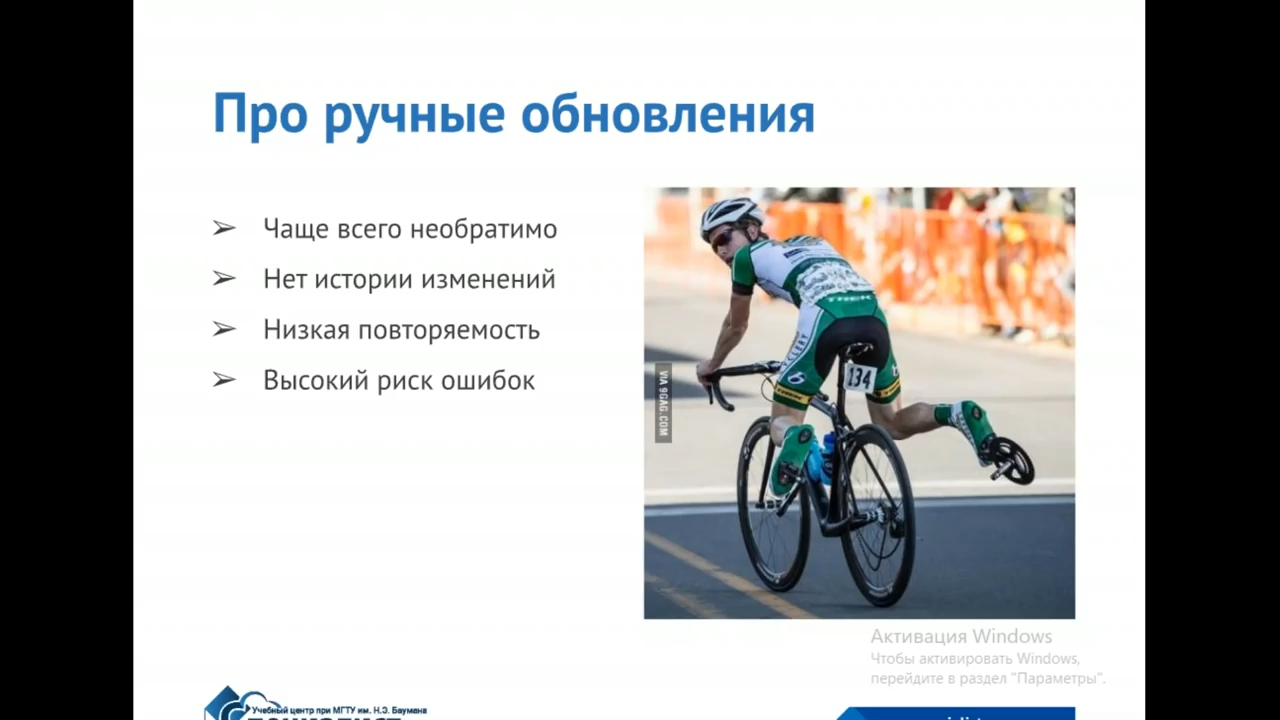 Про ручные обновления
➢ Чаще всего необратимо
➢ Нет истории изменений
➢ Низкая повторяемость
➢ Высокий риск ошибок
TREK
134
VIA 9GAG.COM
Активация Windows
Чтобы активировать Windows,
перейдите в раздел "Параметры".
Учебный центр при МГТУ им. Н.Э. Баумана